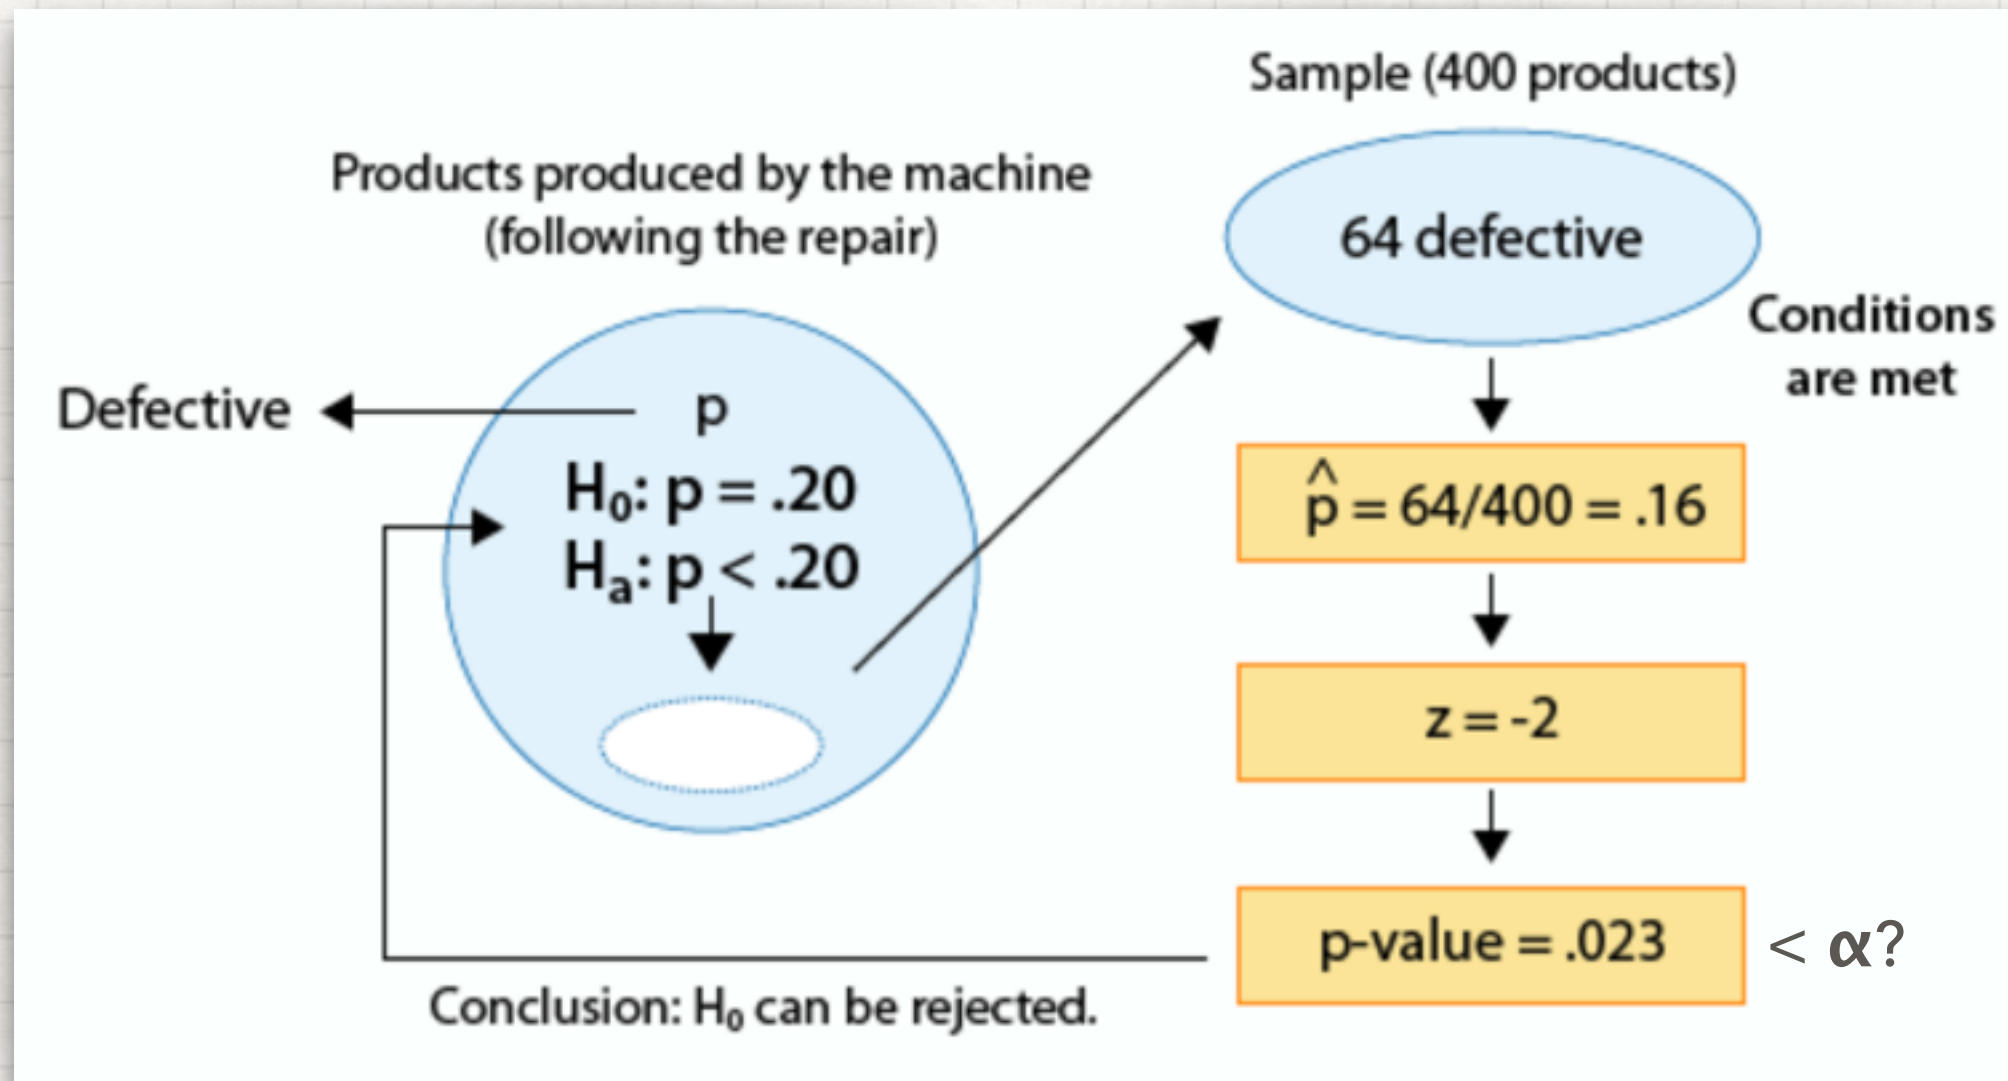 Products produced by the machine
(following the repair)
Defective
p
H₀: p = .20
Hₐ: p < .20
Sample (400 products)
64 defective
Conditions
are met
p̂ = 64/400 = .16
z = -2
p-value = .023
< α?
Conclusion: H₀ can be rejected.